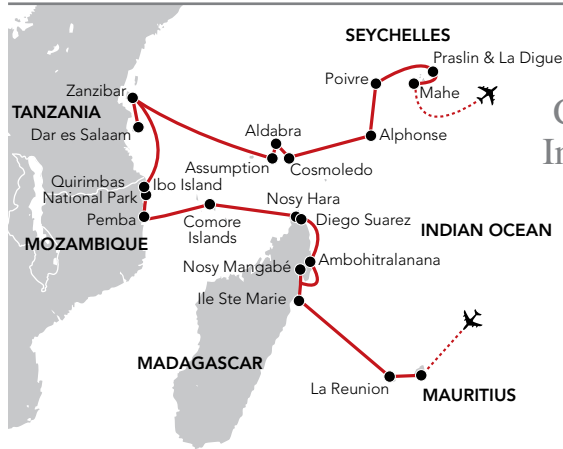 SEYCHELLES
Praslin & La Digue
Zanzibar
Poivre
Mahe
TANZANIA
Dar es Salaam
Aldabra
Alphonse
Assumption
Cosmoledo
Quirimbas
National Park
Ibo Island
Nosy Hara
Pemba
Comore
Islands
Diego Suarez
INDIAN OCEAN
MOZAMBIQUE
Nosy Mangabé
Ambohitralanana
Ile Ste Marie
MADAGASCAR
La Reunion
MAURITIUS